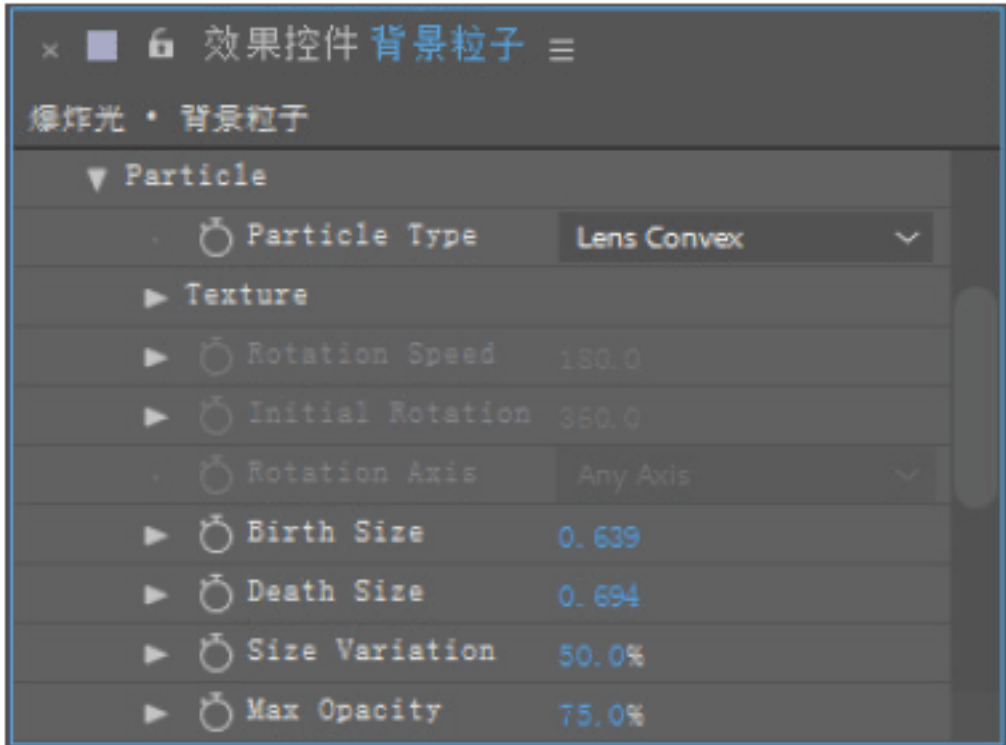 效果控件 背景粒子
爆炸光 • 背景粒子
Particle
Particle Type Lens Convex
Texture
Rotation Speed 180.0
Initial Rotation 360.0
Rotation Axis Any Axis
Birth Size 0.639
Death Size 0.694
Size Variation 50.0%
Max Opacity 75.0%